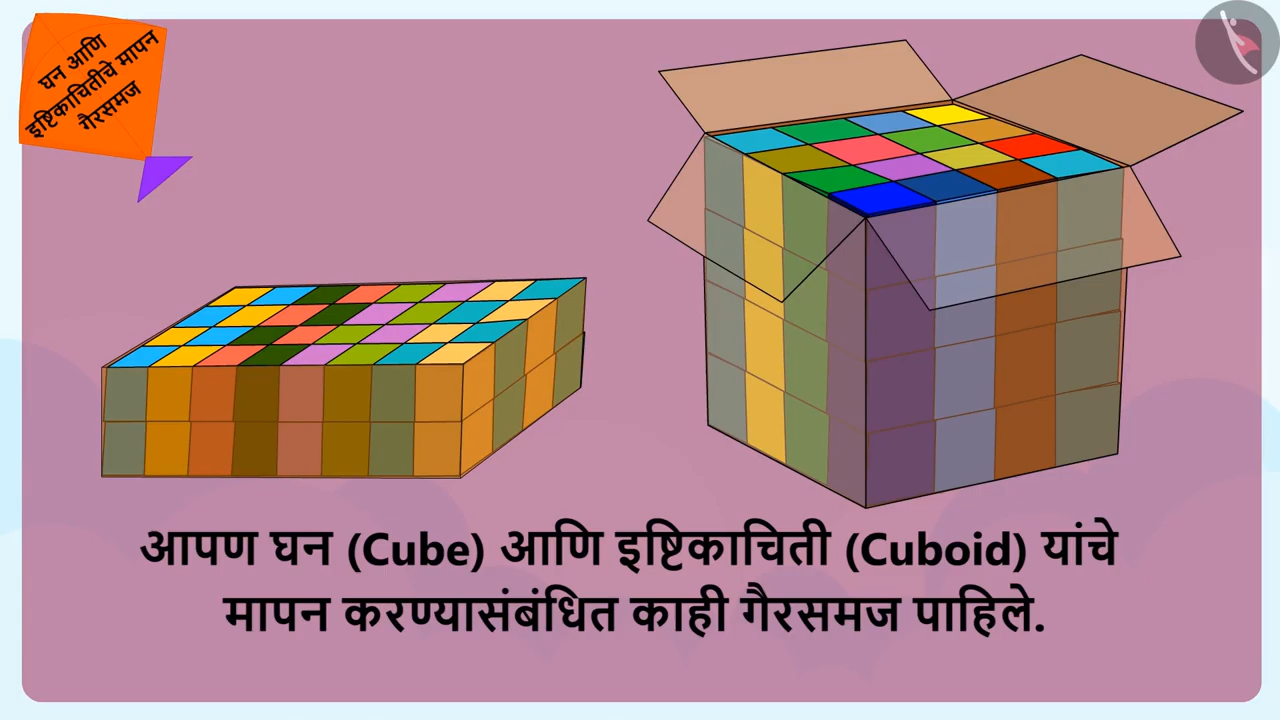 घन आणि
इष्टिकाचितीचे मापन
गैरसमज
आपण घन (Cube) आणि इष्टिकाचिती (Cuboid) यांचे
मापन करण्यासंबंधित काही गैरसमज पाहिले.